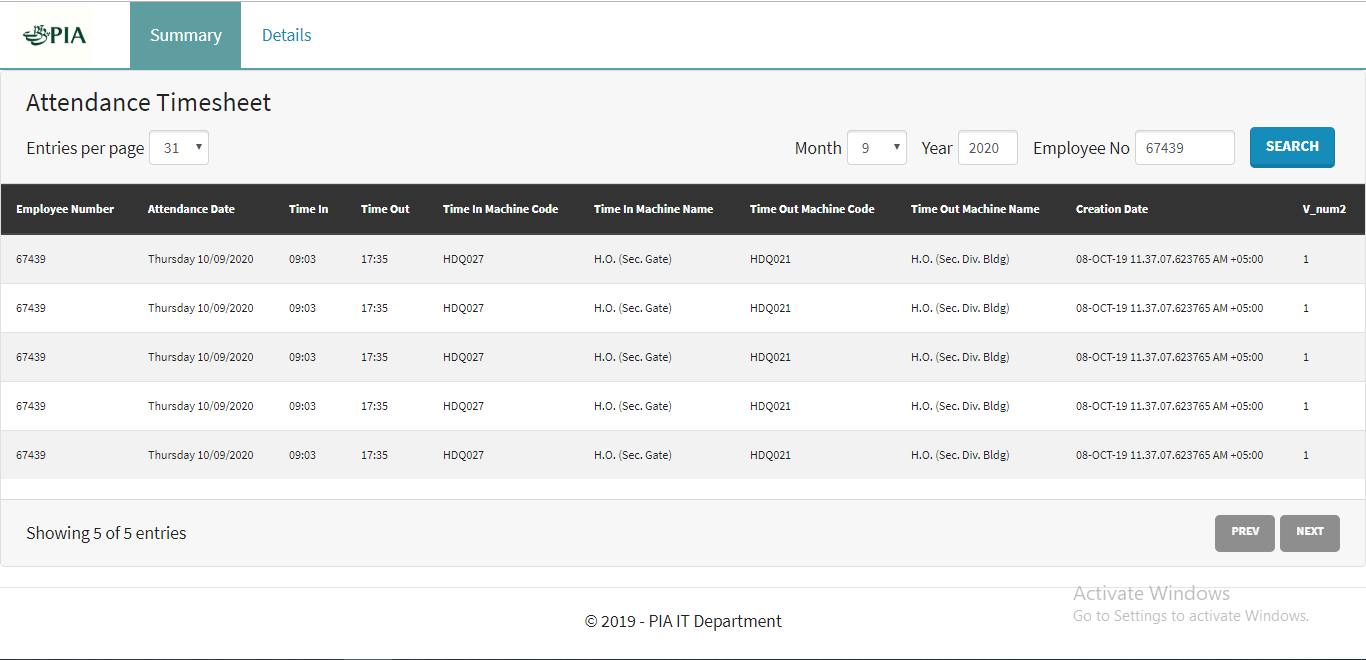 PIA Summary Details
Attendance Timesheet
Entries per page 31 Month 9 Year 2020 Employee No 67439 SEARCH
Employee Number Attendance Date Time In Time Out Time In Machine Code Time In Machine Name Time Out Machine Code Time Out Machine Name Creation Date V_num2
67439 Thursday 10/09/2020 09:03 17:35 HDQ027 H.O. (Sec. Gate) HDQ021 H.O. (Sec. Div. Bldg) 08-OCT-19 11.37.07.623765 AM +05:00 1
67439 Thursday 10/09/2020 09:03 17:35 HDQ027 H.O. (Sec. Gate) HDQ021 H.O. (Sec. Div. Bldg) 08-OCT-19 11.37.07.623765 AM +05:00 1
67439 Thursday 10/09/2020 09:03 17:35 HDQ027 H.O. (Sec. Gate) HDQ021 H.O. (Sec. Div. Bldg) 08-OCT-19 11.37.07.623765 AM +05:00 1
67439 Thursday 10/09/2020 09:03 17:35 HDQ027 H.O. (Sec. Gate) HDQ021 H.O. (Sec. Div. Bldg) 08-OCT-19 11.37.07.623765 AM +05:00 1
67439 Thursday 10/09/2020 09:03 17:35 HDQ027 H.O. (Sec. Gate) HDQ021 H.O. (Sec. Div. Bldg) 08-OCT-19 11.37.07.623765 AM +05:00 1
Showing 5 of 5 entries PREV NEXT
Activate Windows
Go to Settings to activate Windows.
© 2019 - PIA IT Department